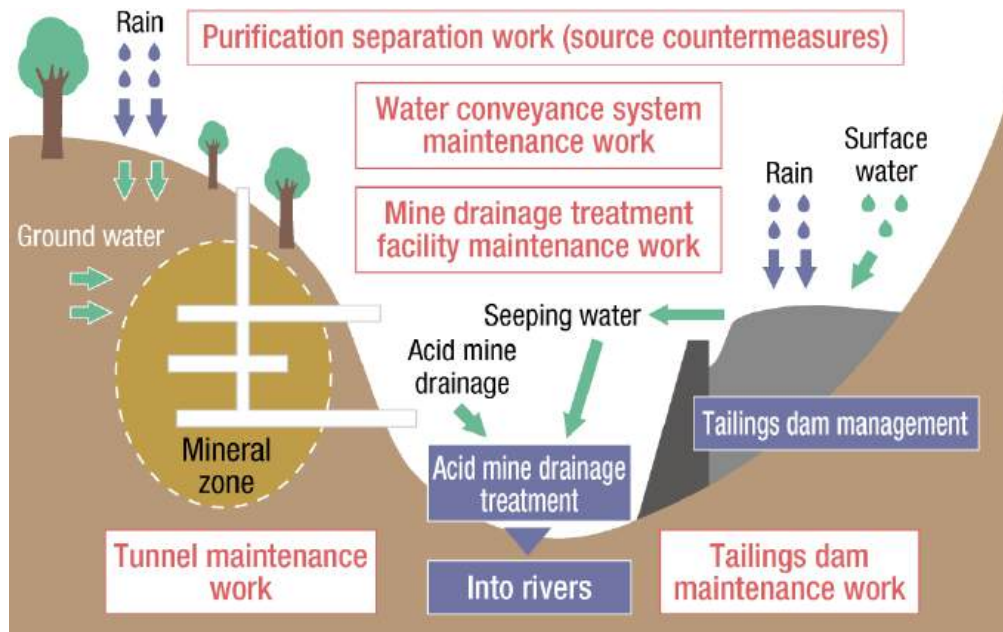 Rain
Purification separation work (source countermeasures)
Water conveyance system
maintenance work
Surface
water
Rain
Mine drainage treatment
facility maintenance work
Ground water
Seeping water
Acid mine
drainage
Tailings dam management
Mineral
zone
Acid mine drainage
treatment
Tunnel maintenance
work
Into rivers
Tailings dam
maintenance work